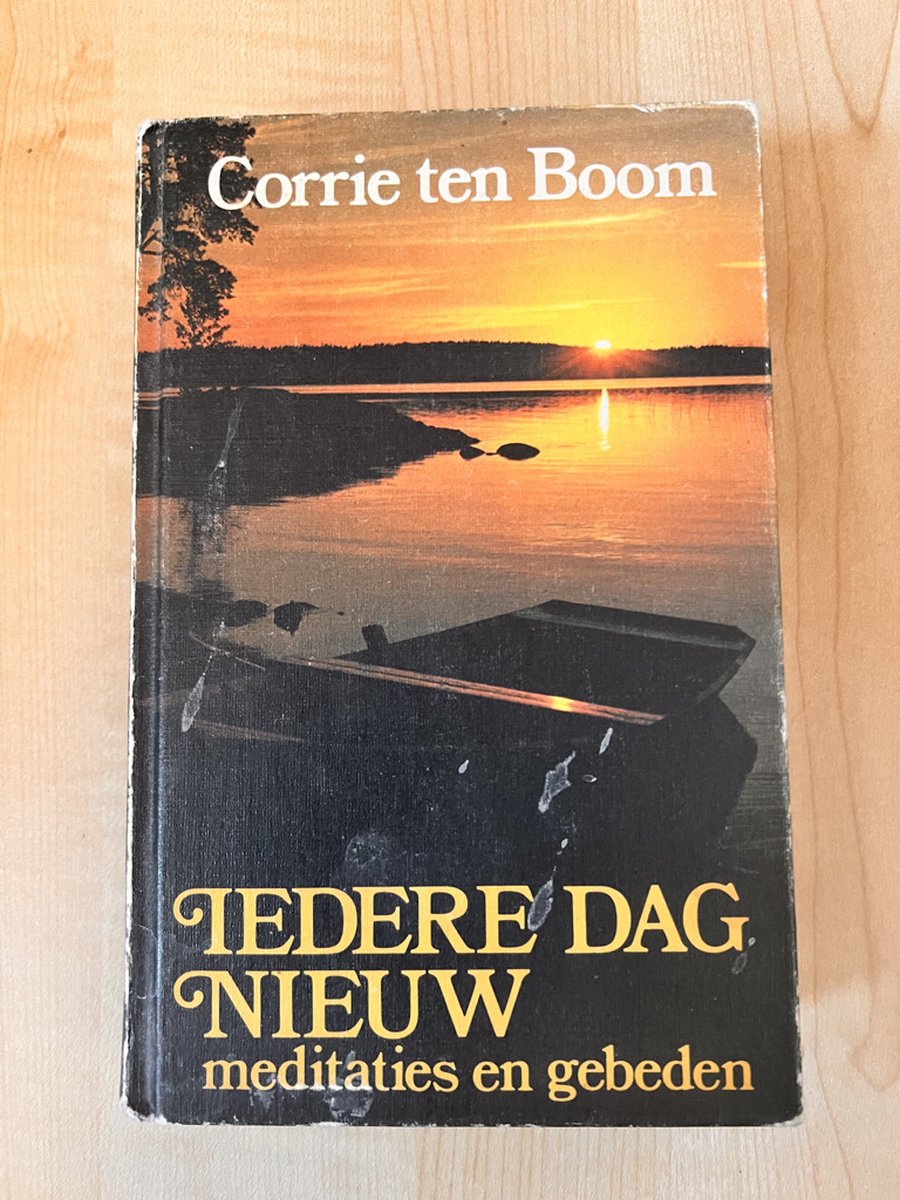 Corrie ten Boom
IEDERE DAG
NIEUW
meditaties en gebeden